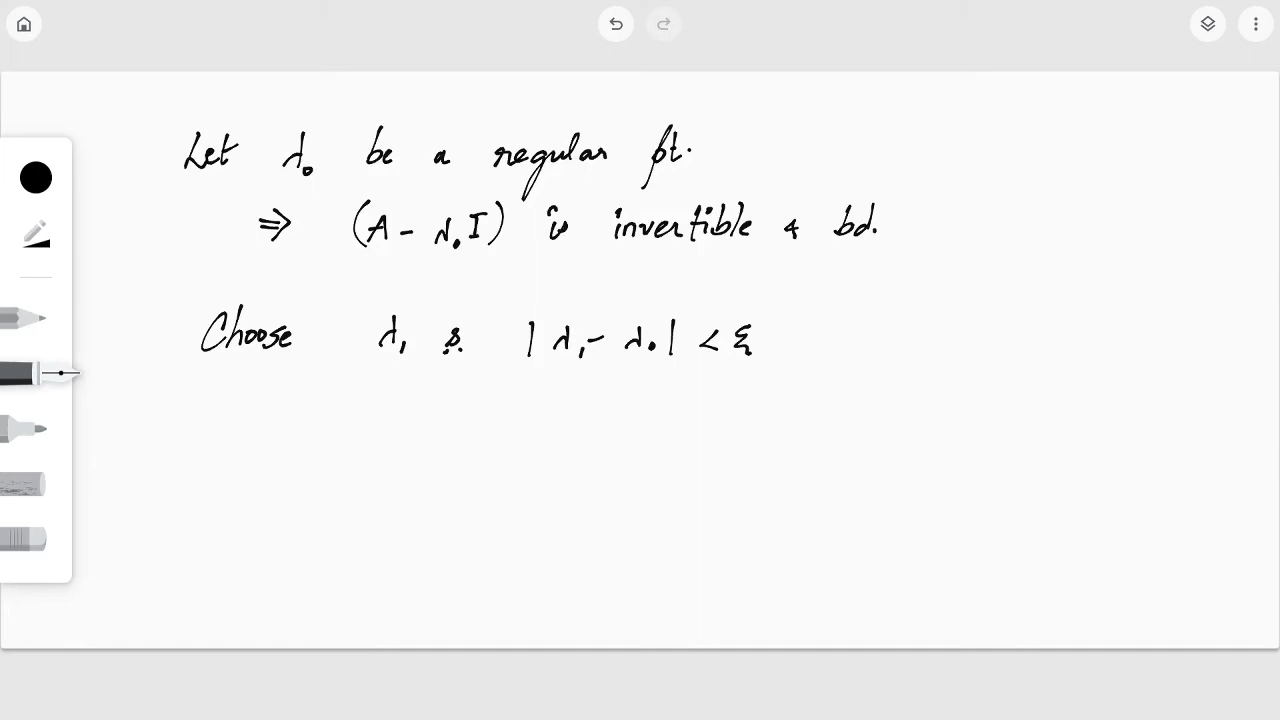 Let λ₀ be a regular pt.
⇒ (A - λ₀I) is invertible & bd.
Choose λ₁ s. |λ₁ - λ₀| < ξ